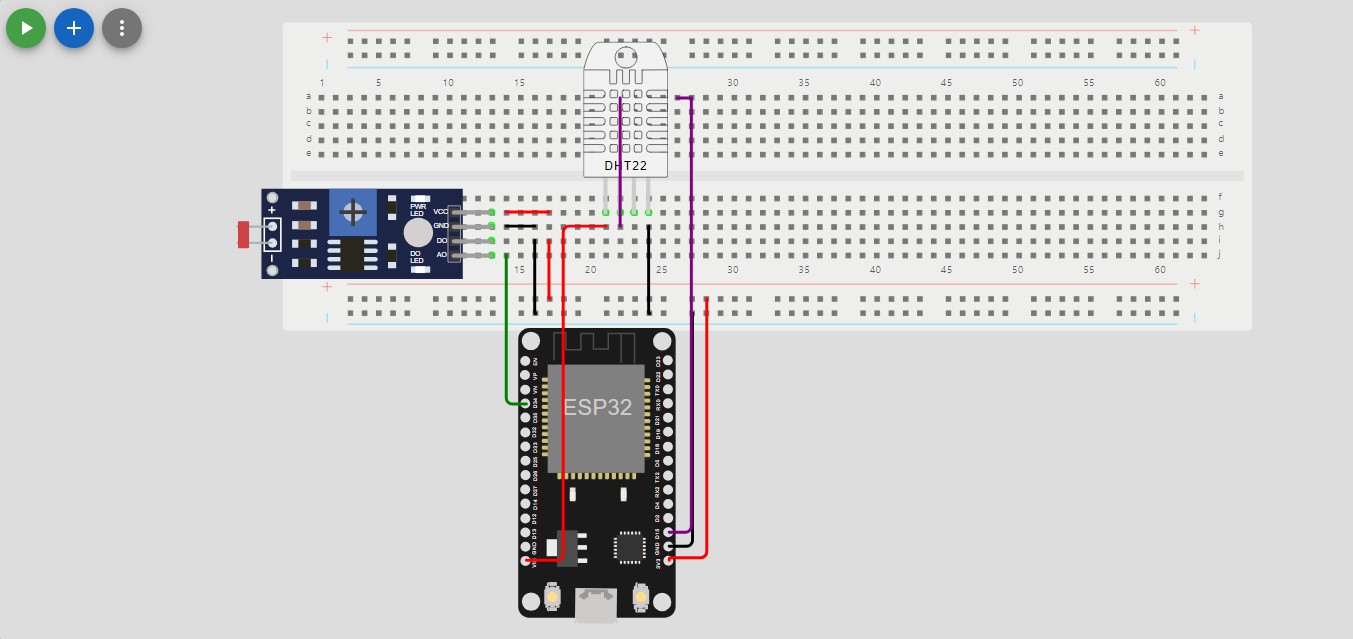 + +
1 5 10 15 30 35 40 45 50 55 60
a a
b b
c c
d d
e e
DHT22
f f
g g
h h
i i
j j
+
PWR
LED
VCC
GND
DO
AO
DO
LED
15 20 25 30 35 40 45 50 55 60
+ +
ESP32
EN
VP
VN
D34
D35
D32
D33
D25
D26
D27
D14
D12
D13
GND
D23
D22
TX0
RX0
D21
D19
D18
D5
TX2
RX2
D4
D2
D15
GND
3V3